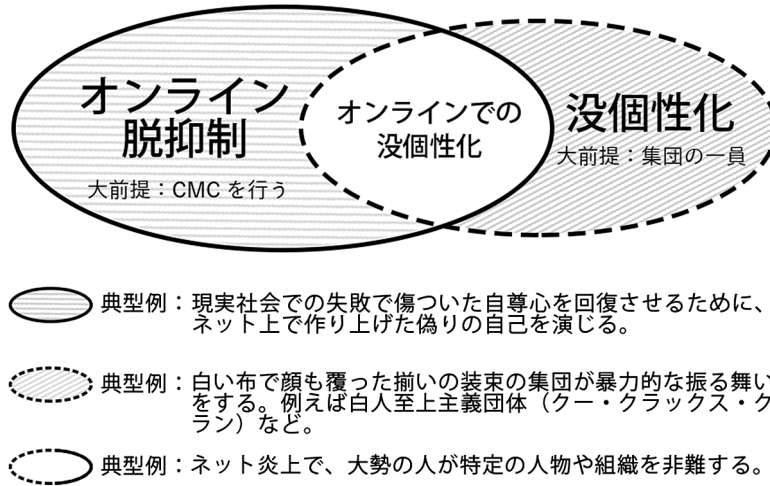 オンライン
脱抑制
大前提：CMC を行う
オンラインでの
没個性化
没個性化
大前提：集団の一員
典型例：現実社会での失敗で傷ついた自尊心を回復させるために、
ネット上で作り上げた偽りの自己を演じる。
典型例：白い布で顔も覆った揃いの装束の集団が暴力的な振る舞い
をする。例えば白人至上主義団体（クー・クラックス・ク
ラン）など。
典型例：ネット炎上で、大勢の人が特定の人物や組織を非難する。